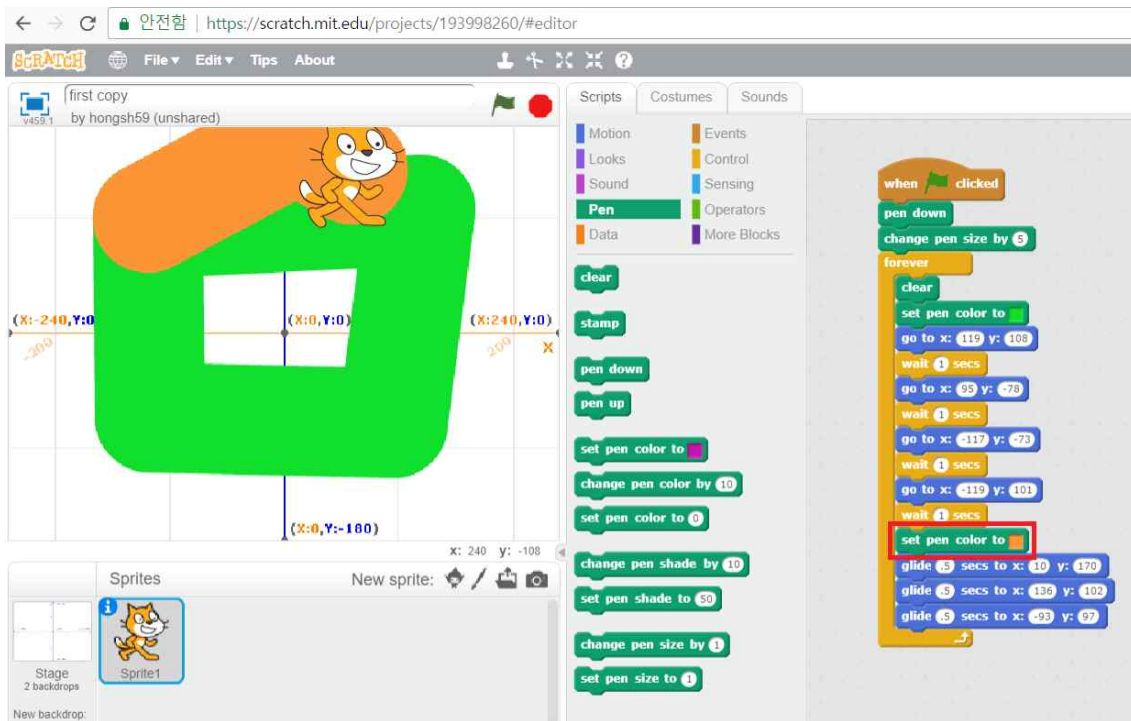 안전함 | https://scratch.mit.edu/projects/193998260/#editor
SCRATCH File▾ Edit▾ Tips About
first copy
v459.1 by hongsh59 (unshared)
(X:-240,Y:0
(X:0,Y:0)
(X:240,Y:0)
-200
200
X
(X:0,Y:-180)
x: 240 y: -108
Sprites
New sprite:
Stage
2 backdrops
Sprite1
New backdrop:
Scripts Costumes Sounds
Motion Events
Looks Control
Sound Sensing
Pen Operators
Data More Blocks
clear
stamp
pen down
pen up
set pen color to
change pen color by 10
set pen color to 0
change pen shade by 10
set pen shade to 50
change pen size by 1
set pen size to 1
when clicked
pen down
change pen size by 5
forever
clear
set pen color to
go to x: 119 y: 108
wait 1 secs
go to x: 95 y: -78
wait 1 secs
go to x: -117 y: -73
wait 1 secs
go to x: -119 y: 101
wait 1 secs
set pen color to
glide .5 secs to x: 10 y: 170
glide .5 secs to x: 136 y: 102
glide .5 secs to x: -93 y: 97